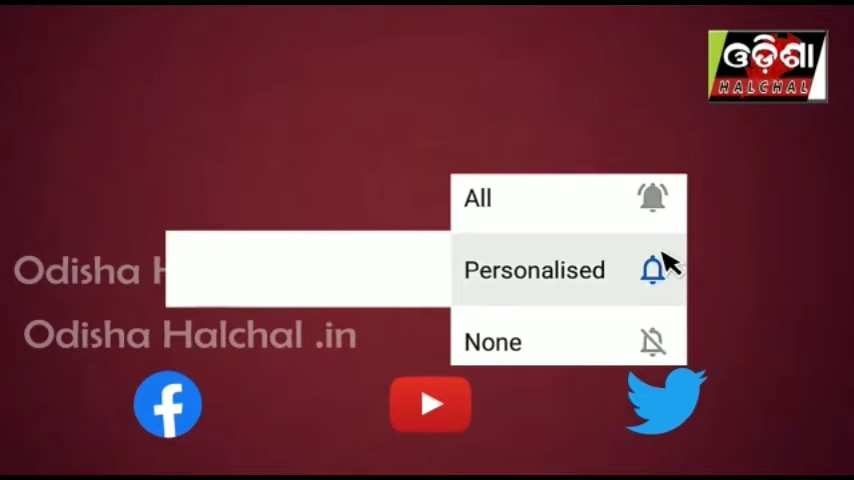 ଓଡ଼ିଶା
HALCHAL
All
Personalised
Odisha H
Odisha Halchal .in
None